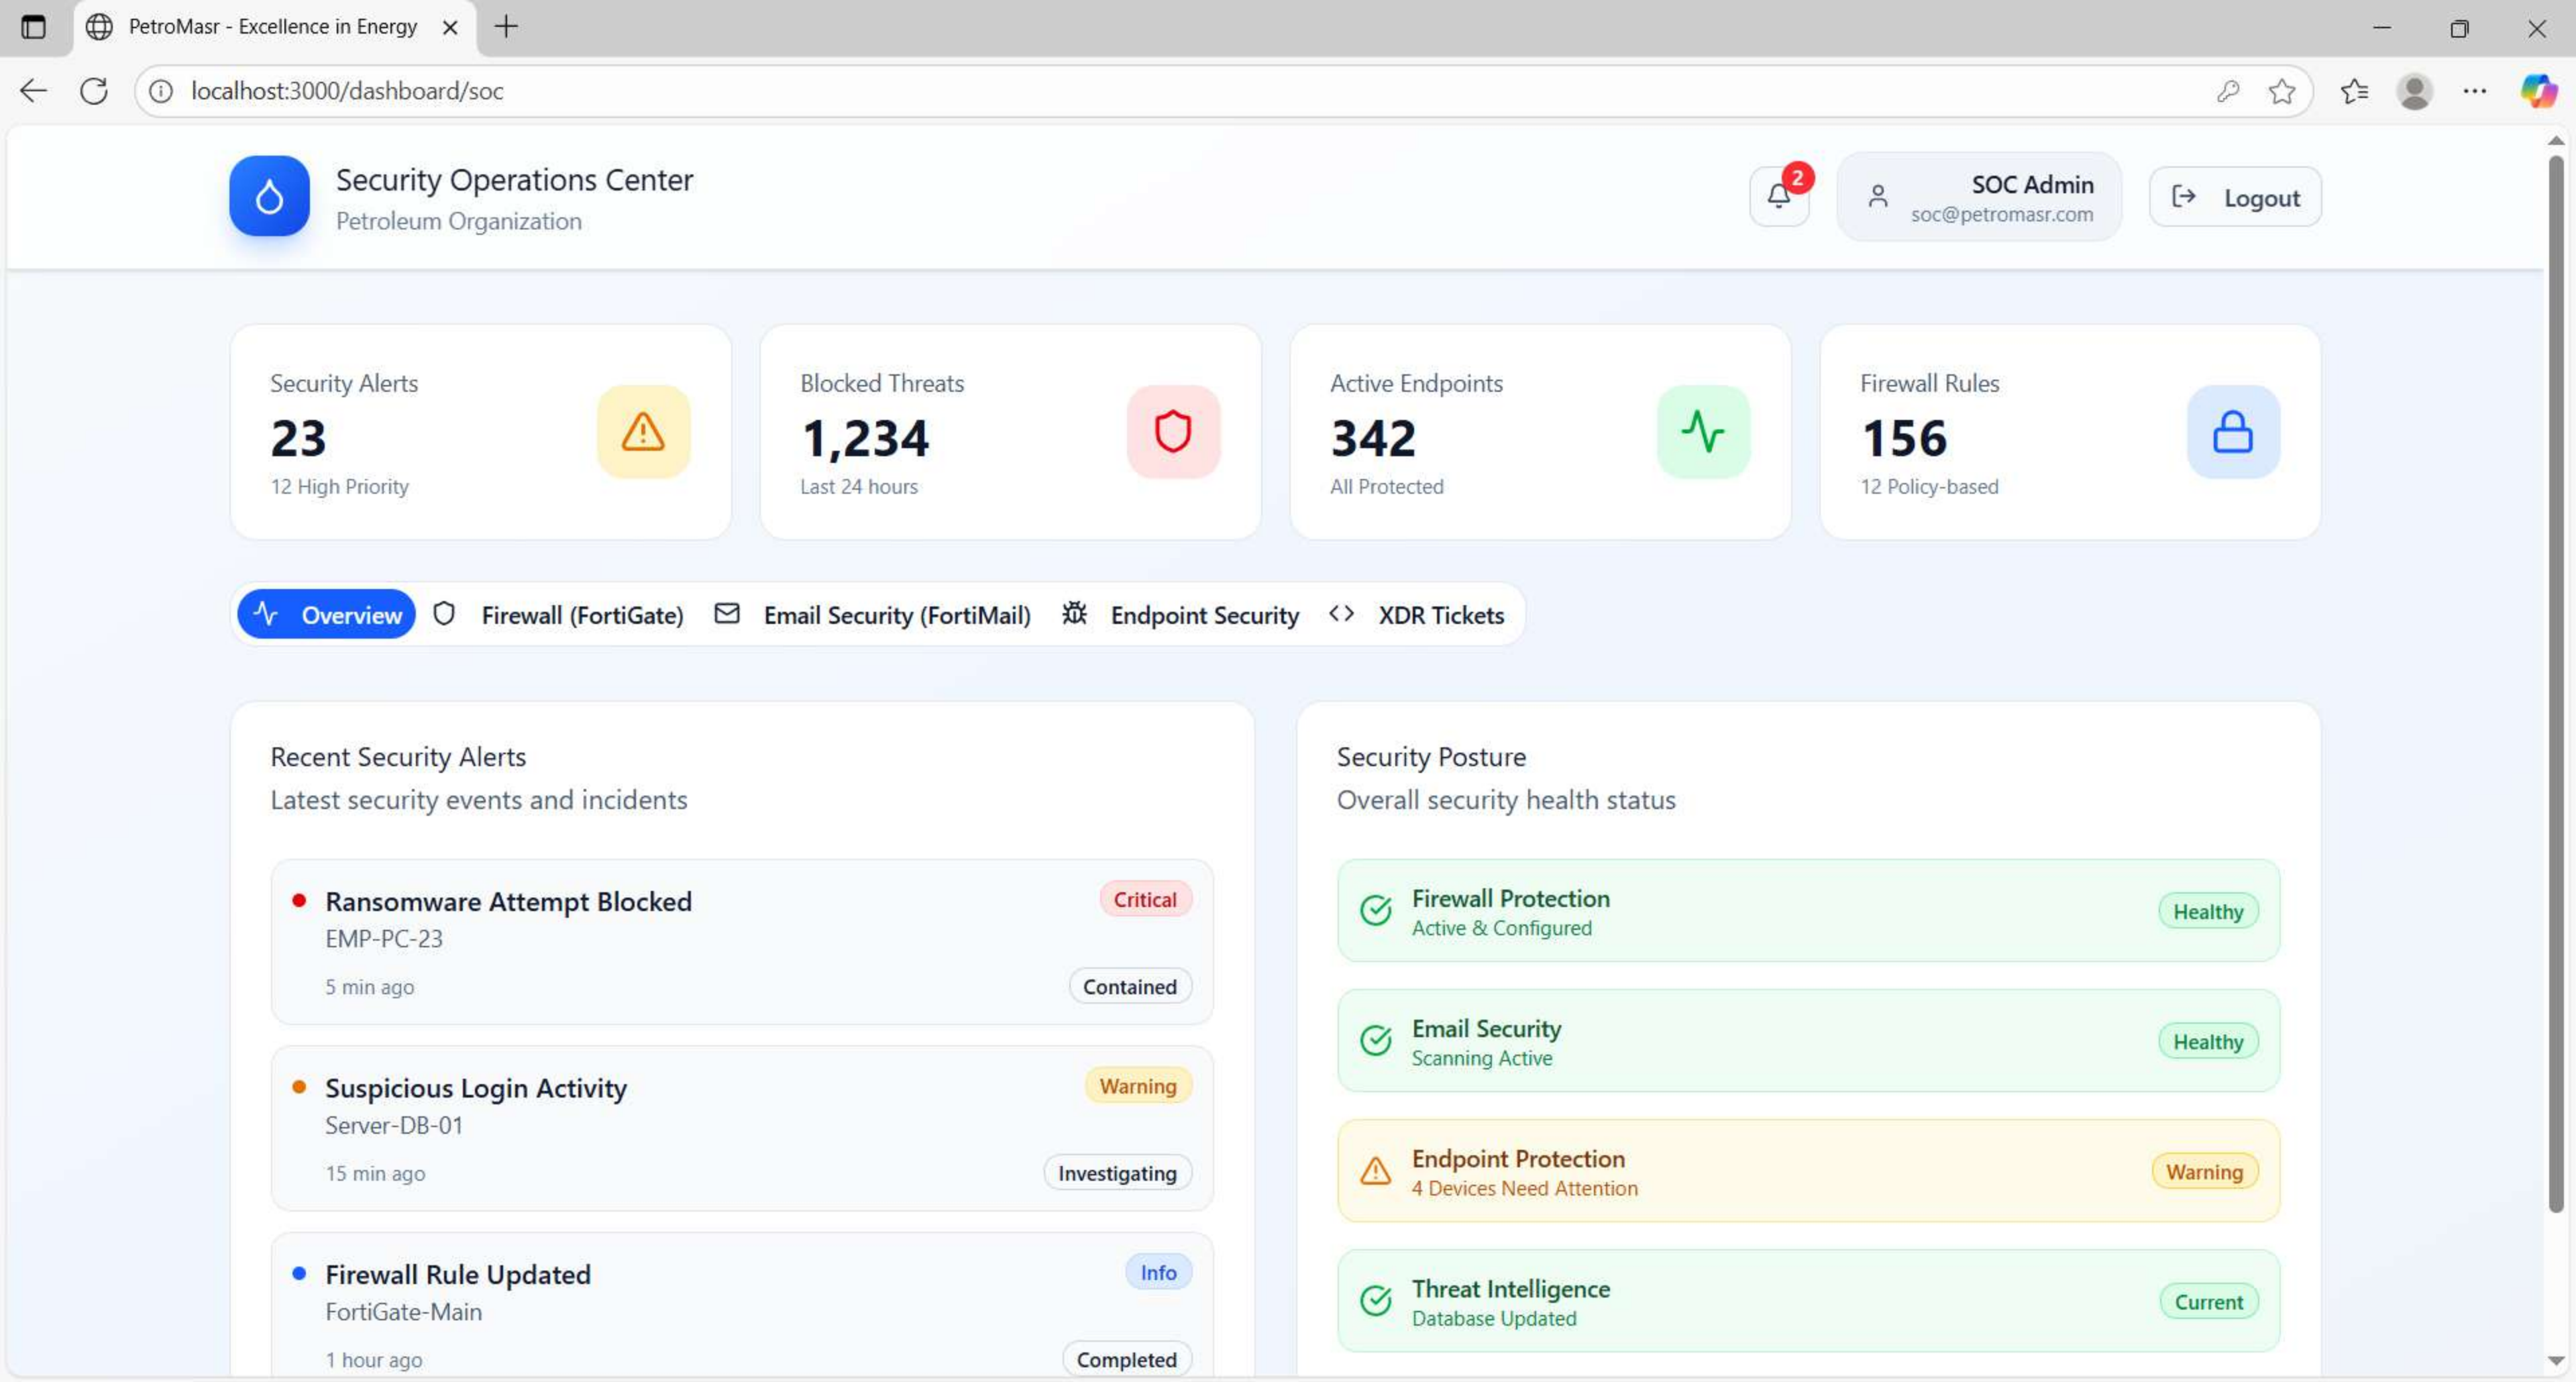 PetroMasr - Excellence in Energy
localhost:3000/dashboard/soc
Security Operations Center
Petroleum Organization
2
SOC Admin
soc@petromasr.com
Logout
Security Alerts
23
12 High Priority
Blocked Threats
1,234
Last 24 hours
Active Endpoints
342
All Protected
Firewall Rules
156
12 Policy-based
Overview
Firewall (FortiGate)
Email Security (FortiMail)
Endpoint Security
XDR Tickets
Recent Security Alerts
Latest security events and incidents
Ransomware Attempt Blocked
Critical
EMP-PC-23
5 min ago
Contained
Suspicious Login Activity
Warning
Server-DB-01
15 min ago
Investigating
Firewall Rule Updated
Info
FortiGate-Main
1 hour ago
Completed
Security Posture
Overall security health status
Firewall Protection
Active & Configured
Healthy
Email Security
Scanning Active
Healthy
Endpoint Protection
4 Devices Need Attention
Warning
Threat Intelligence
Database Updated
Current